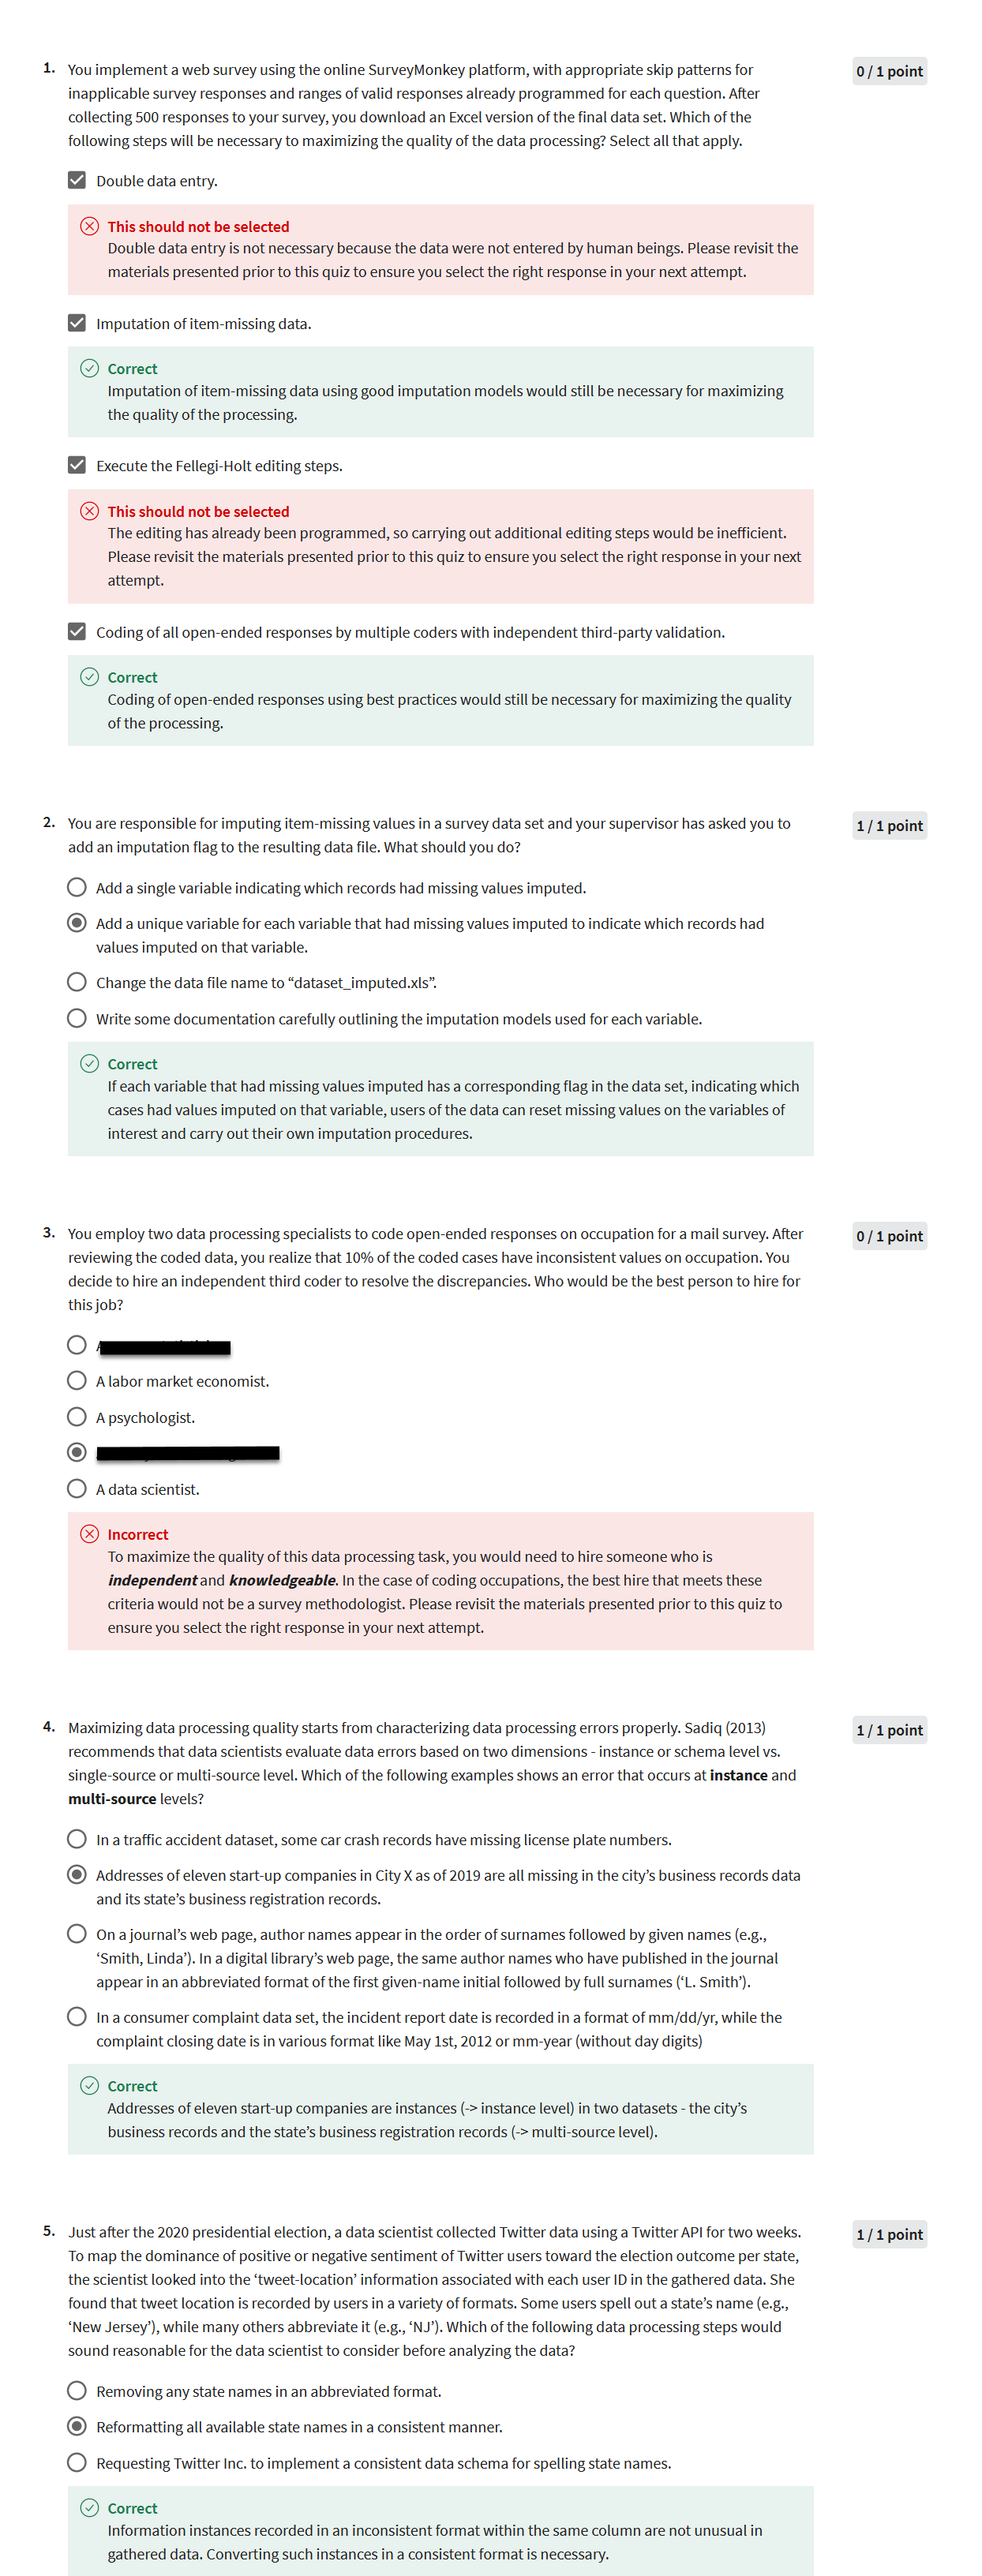 1. You implement a web survey using the online SurveyMonkey platform, with appropriate skip patterns for
0 / 1 point
inapplicable survey responses and ranges of valid responses already programmed for each question. After
collecting 500 responses to your survey, you download an Excel version of the final data set. Which of the
following steps will be necessary to maximizing the quality of the data processing? Select all that apply.
Double data entry.
This should not be selected
Double data entry is not necessary because the data were not entered by human beings. Please revisit the
materials presented prior to this quiz to ensure you select the right response in your next attempt.
Imputation of item-missing data.
Correct
Imputation of item-missing data using good imputation models would still be necessary for maximizing
the quality of the processing.
Execute the Fellegi-Holt editing steps.
This should not be selected
The editing has already been programmed, so carrying out additional editing steps would be inefficient.
Please revisit the materials presented prior to this quiz to ensure you select the right response in your next
attempt.
Coding of all open-ended responses by multiple coders with independent third-party validation.
Correct
Coding of open-ended responses using best practices would still be necessary for maximizing the quality
of the processing.
2. You are responsible for imputing item-missing values in a survey data set and your supervisor has asked you to
1 / 1 point
add an imputation flag to the resulting data file. What should you do?
Add a single variable indicating which records had missing values imputed.
Add a unique variable for each variable that had missing values imputed to indicate which records had
values imputed on that variable.
Change the data file name to “dataset_imputed.xls”.
Write some documentation carefully outlining the imputation models used for each variable.
Correct
If each variable that had missing values imputed has a corresponding flag in the data set, indicating which
cases had values imputed on that variable, users of the data can reset missing values on the variables of
interest and carry out their own imputation procedures.
3. You employ two data processing specialists to code open-ended responses on occupation for a mail survey. After
0 / 1 point
reviewing the coded data, you realize that 10% of the coded cases have inconsistent values on occupation. You
decide to hire an independent third coder to resolve the discrepancies. Who would be the best person to hire for
this job?
A labor market economist.
A psychologist.
A data scientist.
Incorrect
To maximize the quality of this data processing task, you would need to hire someone who is
independent and knowledgeable. In the case of coding occupations, the best hire that meets these
criteria would not be a survey methodologist. Please revisit the materials presented prior to this quiz to
ensure you select the right response in your next attempt.
4. Maximizing data processing quality starts from characterizing data processing errors properly. Sadiq (2013)
1 / 1 point
recommends that data scientists evaluate data errors based on two dimensions - instance or schema level vs.
single-source or multi-source level. Which of the following examples shows an error that occurs at instance and
multi-source levels?
In a traffic accident dataset, some car crash records have missing license plate numbers.
Addresses of eleven start-up companies in City X as of 2019 are all missing in the city’s business records data
and its state’s business registration records.
On a journal’s web page, author names appear in the order of surnames followed by given names (e.g.,
‘Smith, Linda’). In a digital library’s web page, the same author names who have published in the journal
appear in an abbreviated format of the first given-name initial followed by full surnames (‘L. Smith’).
In a consumer complaint data set, the incident report date is recorded in a format of mm/dd/yr, while the
complaint closing date is in various format like May 1st, 2012 or mm-year (without day digits)
Correct
Addresses of eleven start-up companies are instances (-> instance level) in two datasets - the city’s
business records and the state’s business registration records (-> multi-source level).
5. Just after the 2020 presidential election, a data scientist collected Twitter data using a Twitter API for two weeks.
1 / 1 point
To map the dominance of positive or negative sentiment of Twitter users toward the election outcome per state,
the scientist looked into the ‘tweet-location’ information associated with each user ID in the gathered data. She
found that tweet location is recorded by users in a variety of formats. Some users spell out a state’s name (e.g.,
‘New Jersey’), while many others abbreviate it (e.g., ‘NJ’). Which of the following data processing steps would
sound reasonable for the data scientist to consider before analyzing the data?
Removing any state names in an abbreviated format.
Reformatting all available state names in a consistent manner.
Requesting Twitter Inc. to implement a consistent data schema for spelling state names.
Correct
Information instances recorded in an inconsistent format within the same column are not unusual in
gathered data. Converting such instances in a consistent format is necessary.